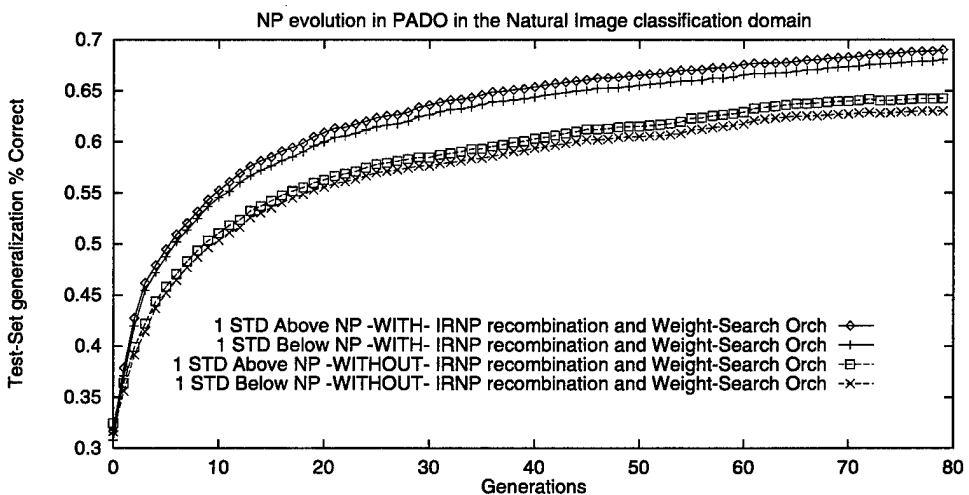 NP evolution in PADO in the Natural Image classification domain
Test-Set generalization % Correct
0.7
0.65
0.6
0.55
0.5
0.45
0.4
0.35
0.3
1 STD Above NP -WITH- IRNP recombination and Weight-Search Orch
1 STD Below NP -WITH- IRNP recombination and Weight-Search Orch
1 STD Above NP -WITHOUT- IRNP recombination and Weight-Search Orch
1 STD Below NP -WITHOUT- IRNP recombination and Weight-Search Orch
0 10 20 30 40 50 60 70 80
Generations